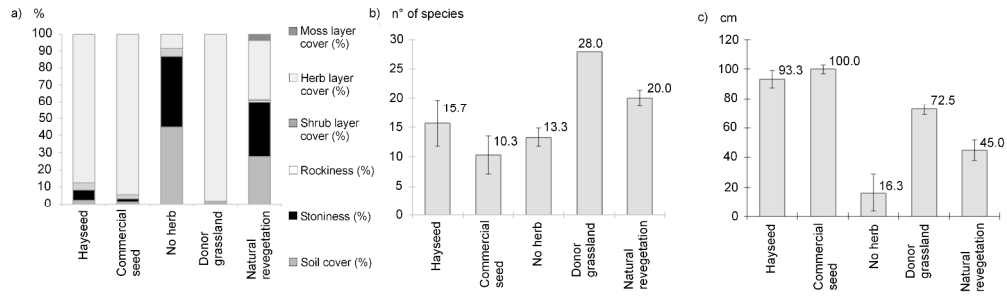 a) %
100
90
80
70
60
50
40
30
20
10
0
Hayseed
Commercial
seed
No herb
Donor
grassland
Natural
revegetation
Moss layer
cover (%)
Herb layer
cover (%)
Shrub layer
cover (%)
Rockiness (%)
Stoniness (%)
Soil cover (%)
b) n° of species
30
25
20
15
10
5
0
15.7
10.3
13.3
28.0
20.0
Hayseed
Commercial
seed
No herb
Donor
grassland
Natural
revegetation
c) cm
120
100
80
60
40
20
0
93.3
100.0
16.3
72.5
45.0
Hayseed
Commercial
seed
No herb
Donor
grassland
Natural
revegetation